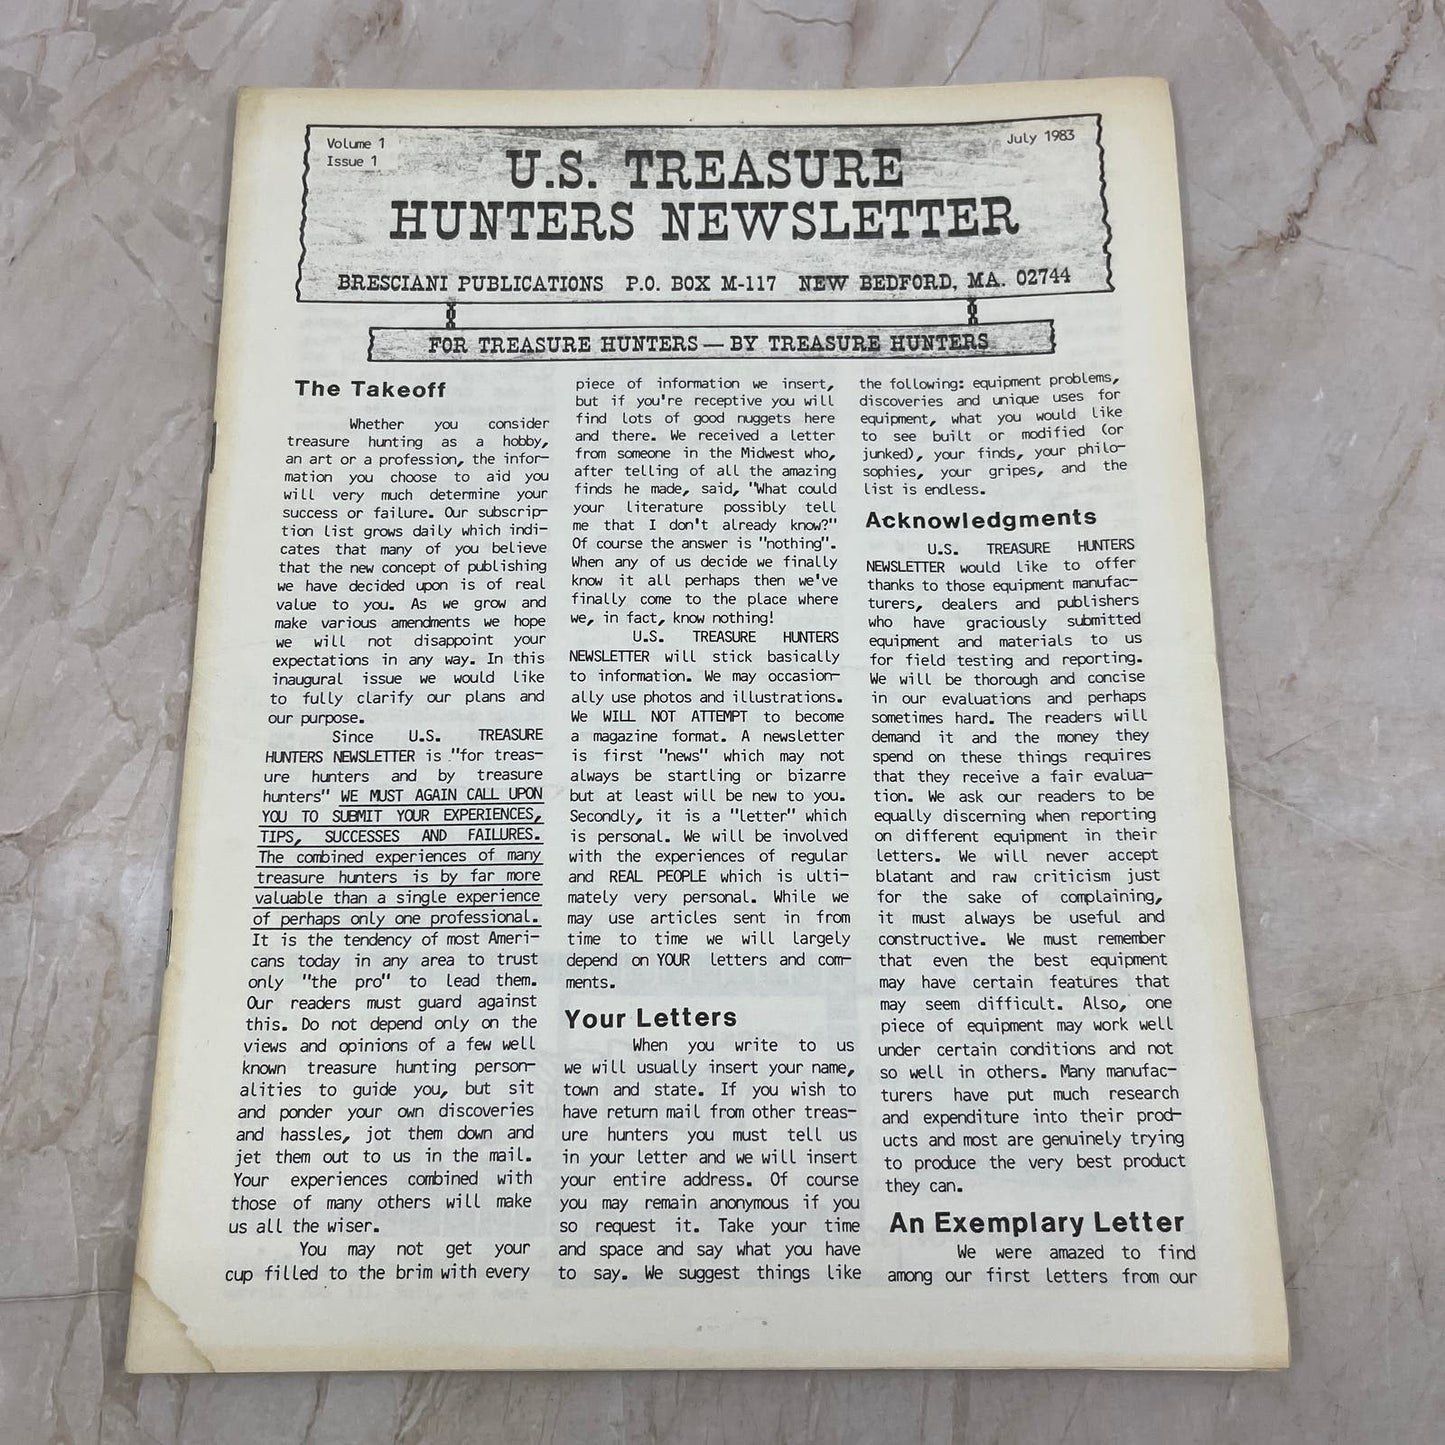 Volume 1
Issue 1
July 1983
U.S. TREASURE
HUNTERS NEWSLETTER
BRESCIANI PUBLICATIONS P.O. BOX M-117 NEW BEDFORD, MA. 02744
FOR TREASURE HUNTERS — BY TREASURE HUNTERS
The Takeoff
Whether you consider
treasure hunting as a hobby,
an art or a profession, the infor-
mation you choose to aid you
will very much determine your
success or failure. Our subscrip-
tion list grows daily which indi-
cates that many of you believe
that the new concept of publishing
we have decided upon is of real
value to you. As we grow and
make various amendments we hope
we will not disappoint your
expectations in any way. In this
inaugural issue we would like
to fully clarify our plans and
our purpose.
Since U.S. TREASURE
HUNTERS NEWSLETTER is "for treas-
ure hunters and by treasure
hunters" WE MUST AGAIN CALL UPON
YOU TO SUBMIT YOUR EXPERIENCES,
TIPS, SUCCESSES AND FAILURES.
The combined experiences of many
treasure hunters is by far more
valuable than a single experience
of perhaps only one professional.
It is the tendency of most Ameri-
cans today in any area to trust
only "the pro" to lead them.
Our readers must guard against
this. Do not depend only on the
views and opinions of a few well
known treasure hunting person-
alities to guide you, but sit
and ponder your own discoveries
and hassles, jot them down and
jet them out to us in the mail.
Your experiences combined with
those of many others will make
us all the wiser.
You may not get your
cup filled to the brim with every
piece of information we insert,
but if you're receptive you will
find lots of good nuggets here
and there. We received a letter
from someone in the Midwest who,
after telling of all the amazing
finds he made, said, "What could
your literature possibly tell
me that I don't already know?"
Of course the answer is "nothing".
When any of us decide we finally
know it all perhaps then we've
finally come to the place where
we, in fact, know nothing!
U.S. TREASURE HUNTERS
NEWSLETTER will stick basically
to information. We may occasion-
ally use photos and illustrations.
We WILL NOT ATTEMPT to become
a magazine format. A newsletter
is first "news" which may not
always be startling or bizarre
but at least will be new to you.
Secondly, it is a "letter" which
is personal. We will be involved
with the experiences of regular
and REAL PEOPLE which is ulti-
mately very personal. While we
may use articles sent in from
time to time we will largely
depend on YOUR letters and com-
ments.
Your Letters
When you write to us
we will usually insert your name,
town and state. If you wish to
have return mail from other treas-
ure hunters you must tell us
in your letter and we will insert
your entire address. Of course
you may remain anonymous if you
so request it. Take your time
and space and say what you have
to say. We suggest things like
the following: equipment problems,
discoveries and unique uses for
equipment, what you would like
to see built or modified (or
junked), your finds, your philo-
sophies, your gripes, and the
list is endless.
Acknowledgments
U.S. TREASURE HUNTERS
NEWSLETTER would like to offer
thanks to those equipment manufac-
turers, dealers and publishers
who have graciously submitted
equipment and materials to us
for field testing and reporting.
We will be thorough and concise
in our evaluations and perhaps
sometimes hard. The readers will
demand it and the money they
spend on these things requires
that they receive a fair evalua-
tion. We ask our readers to be
equally discerning when reporting
on different equipment in their
letters. We will never accept
blatant and raw criticism just
for the sake of complaining,
it must always be useful and
constructive. We must remember
that even the best equipment
may have certain features that
may seem difficult. Also, one
piece of equipment may work well
under certain conditions and not
so well in others. Many manufac-
turers have put much research
and expenditure into their prod-
ucts and most are genuinely trying
to produce the very best product
they can.
An Exemplary Letter
We were amazed to find
among our first letters from our